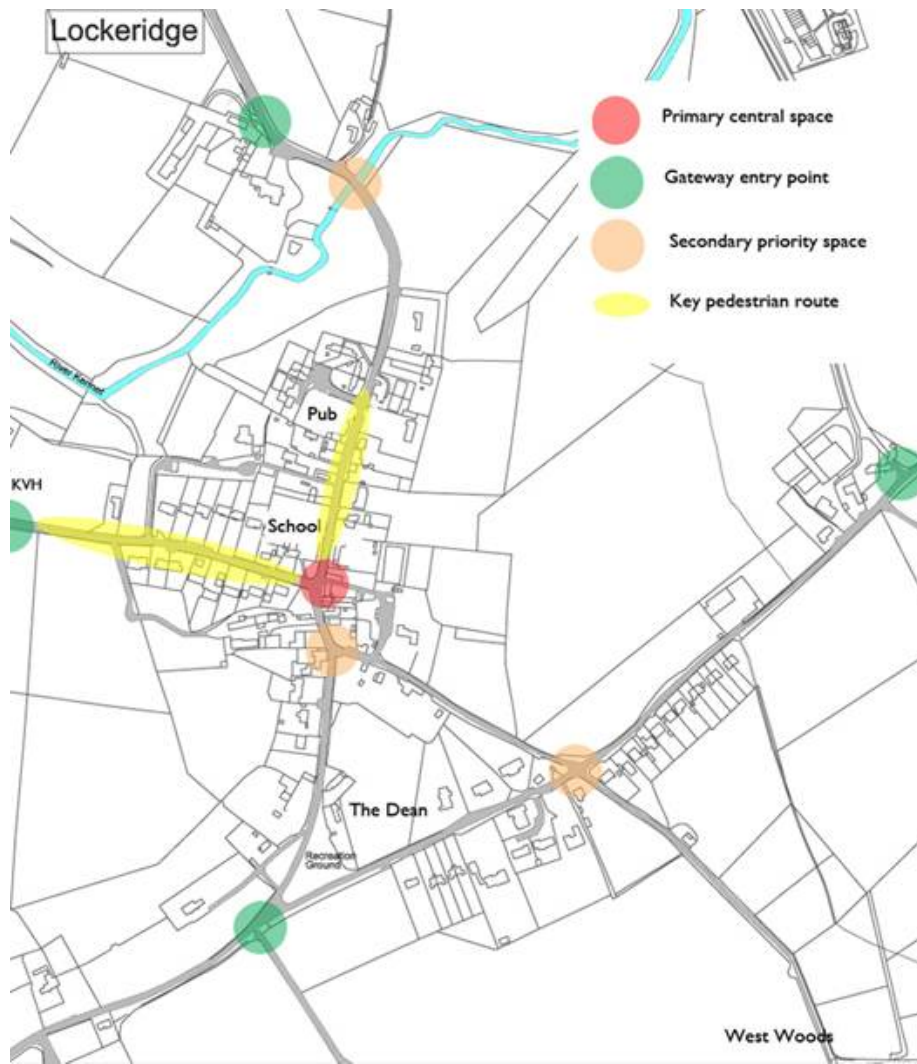 Lockeridge
Primary central space
Gateway entry point
Secondary priority space
Key pedestrian route
River Kennet
Pub
KVH
School
The Dean
Recreation
Ground
West Woods